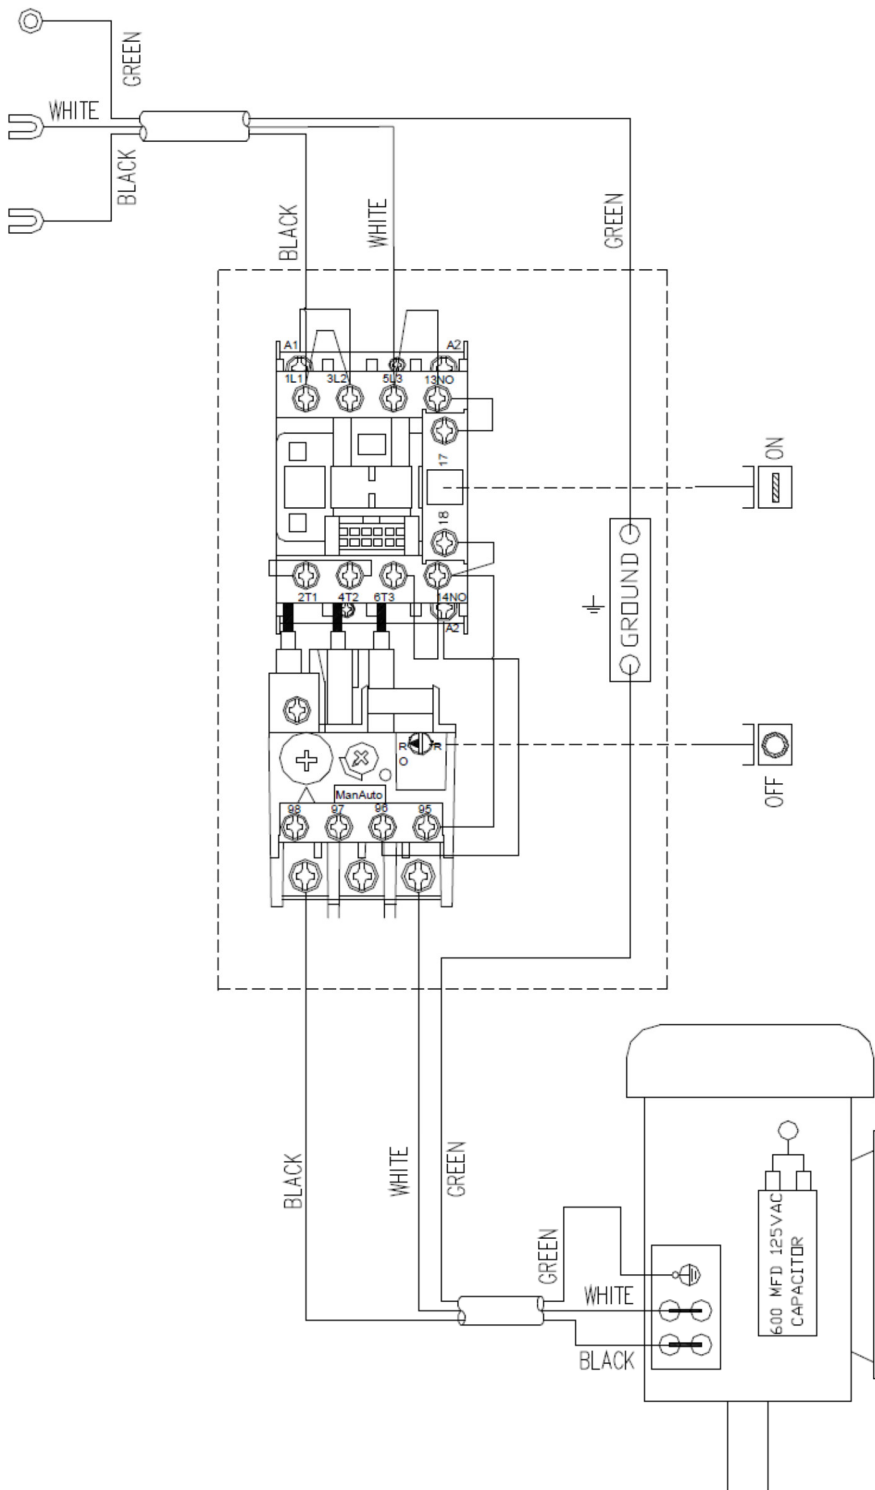 GREEN
WHITE
BLACK
BLACK
WHITE
GREEN
A1
A2
1L1
3L2
5L3
13NO
17
ON
18
GROUND
2T1
4T2
6T3
14NO
A2
R
R
O
OFF
ManAuto
98
97
96
95
BLACK
WHITE
GREEN
GREEN
WHITE
BLACK
600 MFD 125VAC
CAPACITOR